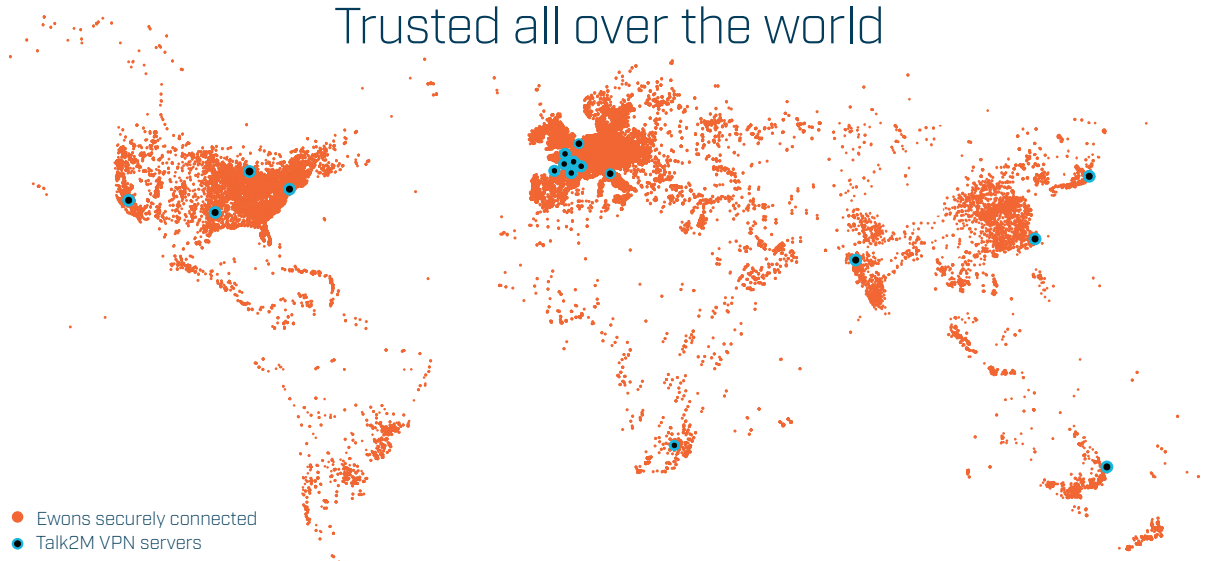 Trusted all over the world
Ewons securely connected
Talk2M VPN servers